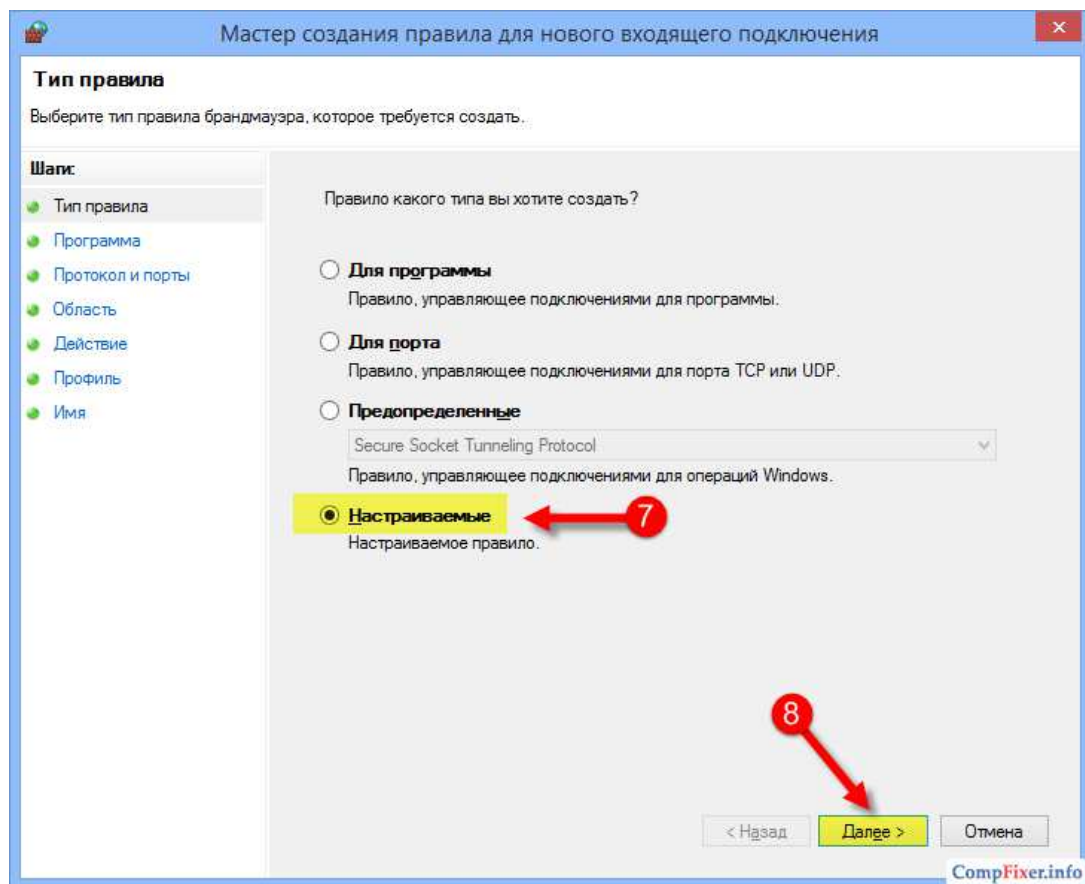 Мастер создания правила для нового входящего подключения
Тип правила
Выберите тип правила брандмауэра, которое требуется создать.
Шаги:
Тип правила
Программа
Протокол и порты
Область
Действие
Профиль
Имя
Правило какого типа вы хотите создать?
Для программы
Правило, управляющее подключениями для программы.
Для порта
Правило, управляющее подключениями для порта TCP или UDP.
Предопределенные
Secure Socket Tunneling Protocol
Правило, управляющее подключениями для операций Windows.
Настраиваемые
7
Настраиваемое правило.
8
< Назад
Далее >
Отмена
CompFixer.info